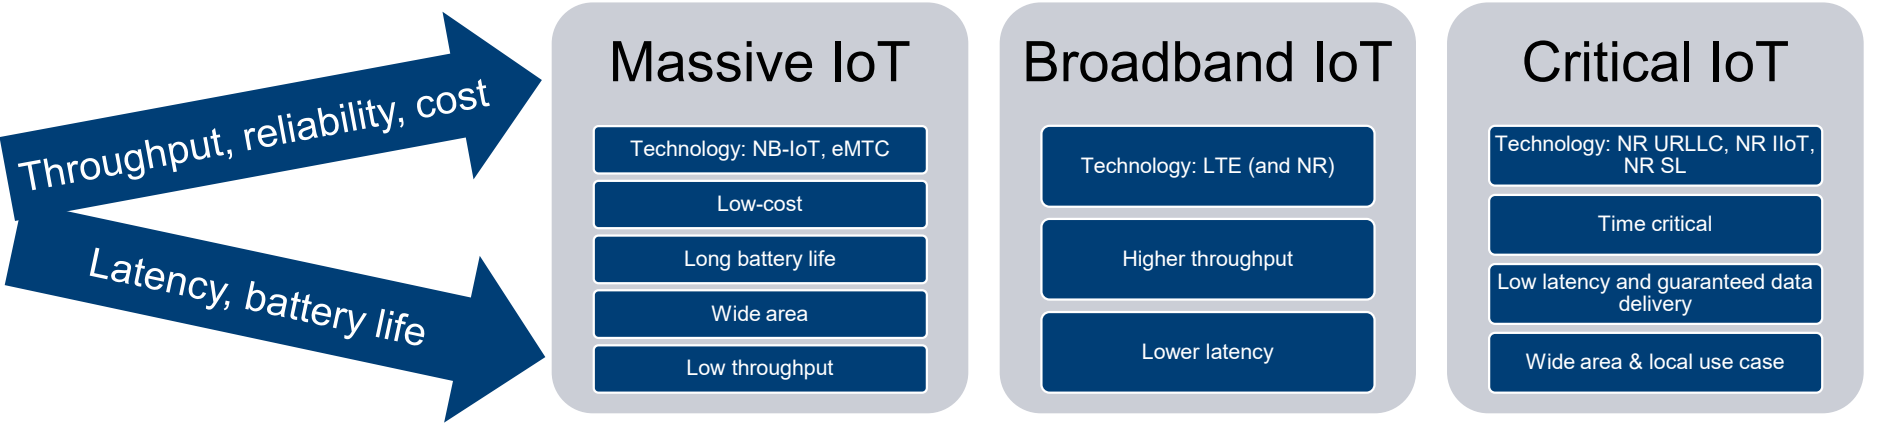 Throughput, reliability, cost
Latency, battery life
Massive IoT
Technology: NB-IoT, eMTC
Low-cost
Long battery life
Wide area
Low throughput
Broadband IoT
Technology: LTE (and NR)
Higher throughput
Lower latency
Critical IoT
Technology: NR URLLC, NR IIoT,
NR SL
Time critical
Low latency and guaranteed data
delivery
Wide area & local use case